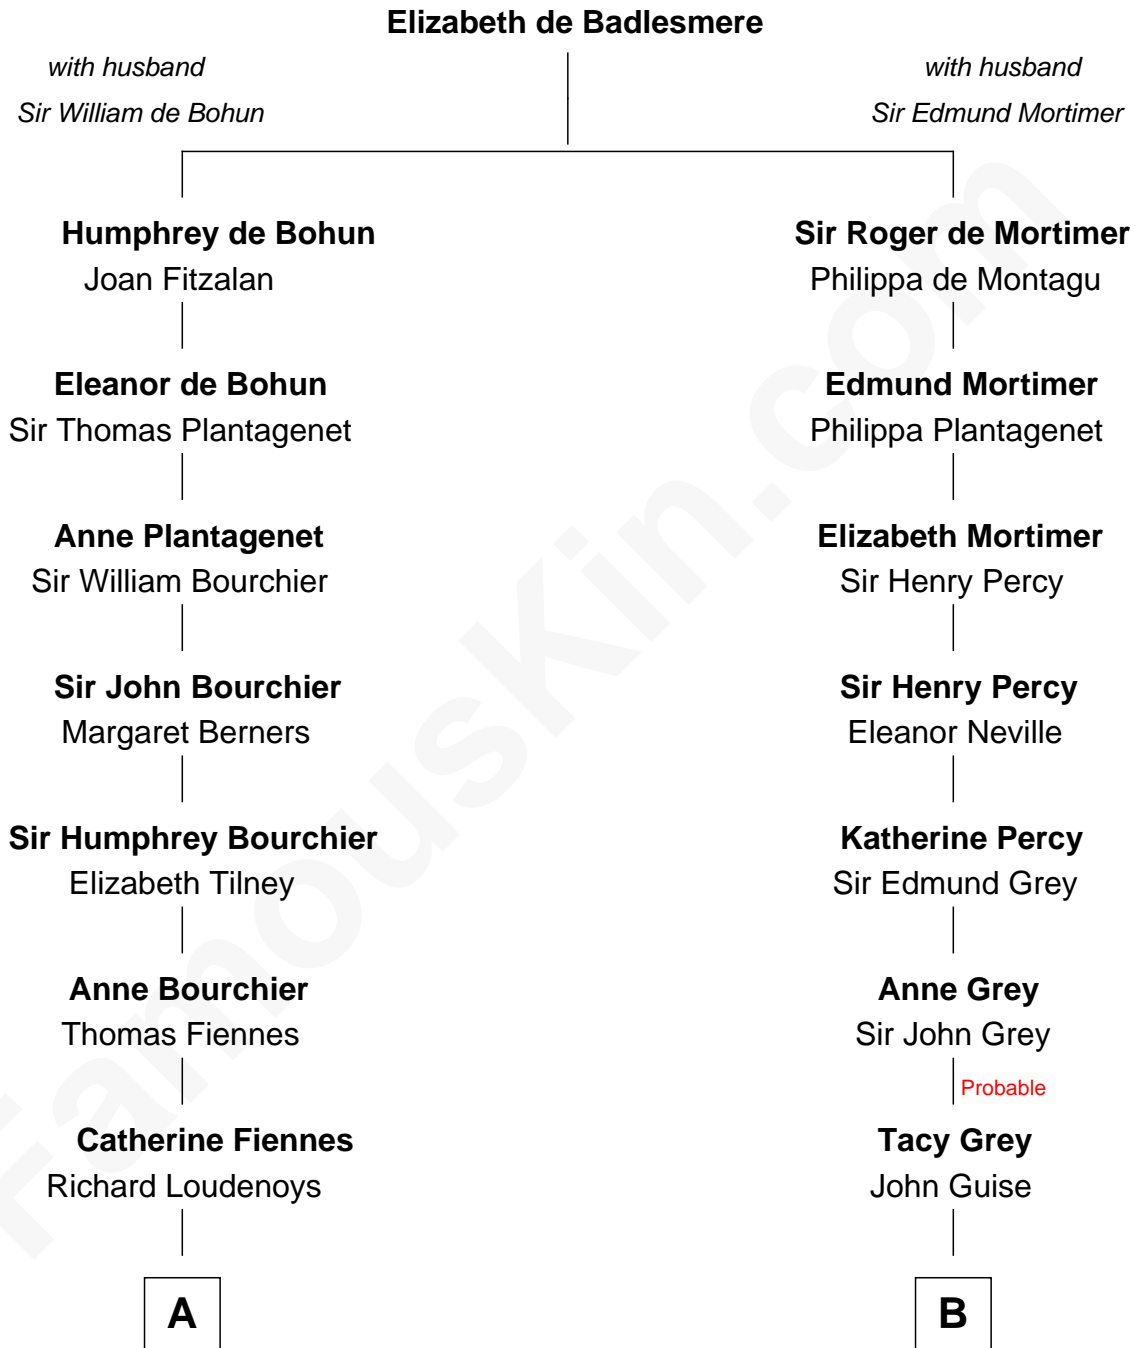 Elizabeth de Badlesmere
with husband
Sir William de Bohun
with husband
Sir Edmund Mortimer
Humphrey de Bohun
Joan Fitzalan
Sir Roger de Mortimer
Philippa de Montagu
Eleanor de Bohun
Sir Thomas Plantagenet
Edmund Mortimer
Philippa Plantagenet
Anne Plantagenet
Sir William Bourchier
Elizabeth Mortimer
Sir Henry Percy
Sir John Bourchier
Margaret Berners
Sir Henry Percy
Eleanor Neville
Sir Humphrey Bourchier
Elizabeth Tilney
Katherine Percy
Sir Edmund Grey
Anne Bourchier
Thomas Fiennes
Anne Grey
Sir John Grey
Probable
Catherine Fiennes
Richard Loudenoys
Tacy Grey
John Guise
A
B
FamousKin.com